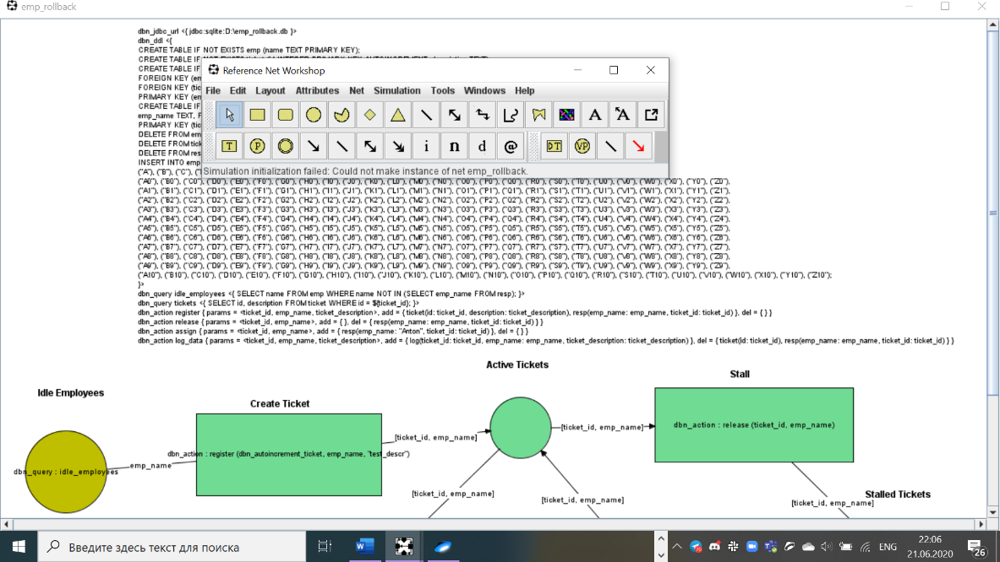 emp_rollback
dbn_jdbc_url <{ jdbc:sqlite:D:\emp_rollback.db }>
dbn_ddl <{
CREATE TABLE IF NOT EXISTS emp (name TEXT PRIMARY KEY);
CREATE TABLE IF
CREATE TABLE IF
FOREIGN KEY (en
FOREIGN KEY (tic
PRIMARY KEY (en
CREATE TABLE IF
emp_name TEXT, F
PRIMARY KEY (tic
DELETE FROM em
DELETE FROM tick
DELETE FROM res
INSERT INTO emp
("A"), ("B"), ("C"), ("
Reference Net Workshop
File Edit Layout Attributes Net Simulation Tools Windows Help
A A
T P i n d @ DT VP
Simulation initialization failed: Could not make instance of net emp_rollback.
("A0"), ("B0"), ("C0"), ("D0"), ("E0"), ("F0"), ("G0"), ("H0"), ("I0"), ("J0"), ("K0"), ("L0"), ("M0"), ("N0"), ("O0"), ("P0"), ("Q0"), ("R0"), ("S0"), ("T0"), ("U0"), ("V0"), ("W0"), ("X0"), ("Y0"), ("Z0"),
("A1"), ("B1"), ("C1"), ("D1"), ("E1"), ("F1"), ("G1"), ("H1"), ("I1"), ("J1"), ("K1"), ("L1"), ("M1"), ("N1"), ("O1"), ("P1"), ("Q1"), ("R1"), ("S1"), ("T1"), ("U1"), ("V1"), ("W1"), ("X1"), ("Y1"), ("Z1"),
("A2"), ("B2"), ("C2"), ("D2"), ("E2"), ("F2"), ("G2"), ("H2"), ("I2"), ("J2"), ("K2"), ("L2"), ("M2"), ("N2"), ("O2"), ("P2"), ("Q2"), ("R2"), ("S2"), ("T2"), ("U2"), ("V2"), ("W2"), ("X2"), ("Y2"), ("Z2"),
("A3"), ("B3"), ("C3"), ("D3"), ("E3"), ("F3"), ("G3"), ("H3"), ("I3"), ("J3"), ("K3"), ("L3"), ("M3"), ("N3"), ("O3"), ("P3"), ("Q3"), ("R3"), ("S3"), ("T3"), ("U3"), ("V3"), ("W3"), ("X3"), ("Y3"), ("Z3"),
("A4"), ("B4"), ("C4"), ("D4"), ("E4"), ("F4"), ("G4"), ("H4"), ("I4"), ("J4"), ("K4"), ("L4"), ("M4"), ("N4"), ("O4"), ("P4"), ("Q4"), ("R4"), ("S4"), ("T4"), ("U4"), ("V4"), ("W4"), ("X4"), ("Y4"), ("Z4"),
("A5"), ("B5"), ("C5"), ("D5"), ("E5"), ("F5"), ("G5"), ("H5"), ("I5"), ("J5"), ("K5"), ("L5"), ("M5"), ("N5"), ("O5"), ("P5"), ("Q5"), ("R5"), ("S5"), ("T5"), ("U5"), ("V5"), ("W5"), ("X5"), ("Y5"), ("Z5"),
("A6"), ("B6"), ("C6"), ("D6"), ("E6"), ("F6"), ("G6"), ("H6"), ("I6"), ("J6"), ("K6"), ("L6"), ("M6"), ("N6"), ("O6"), ("P6"), ("Q6"), ("R6"), ("S6"), ("T6"), ("U6"), ("V6"), ("W6"), ("X6"), ("Y6"), ("Z6"),
("A7"), ("B7"), ("C7"), ("D7"), ("E7"), ("F7"), ("G7"), ("H7"), ("I7"), ("J7"), ("K7"), ("L7"), ("M7"), ("N7"), ("O7"), ("P7"), ("Q7"), ("R7"), ("S7"), ("T7"), ("U7"), ("V7"), ("W7"), ("X7"), ("Y7"), ("Z7"),
("A8"), ("B8"), ("C8"), ("D8"), ("E8"), ("F8"), ("G8"), ("H8"), ("I8"), ("J8"), ("K8"), ("L8"), ("M8"), ("N8"), ("O8"), ("P8"), ("Q8"), ("R8"), ("S8"), ("T8"), ("U8"), ("V8"), ("W8"), ("X8"), ("Y8"), ("Z8"),
("A9"), ("B9"), ("C9"), ("D9"), ("E9"), ("F9"), ("G9"), ("H9"), ("I9"), ("J9"), ("K9"), ("L9"), ("M9"), ("N9"), ("O9"), ("P9"), ("Q9"), ("R9"), ("S9"), ("T9"), ("U9"), ("V9"), ("W9"), ("X9"), ("Y9"), ("Z9"),
("A10"), ("B10"), ("C10"), ("D10"), ("E10"), ("F10"), ("G10"), ("H10"), ("I10"), ("J10"), ("K10"), ("L10"), ("M10"), ("N10"), ("O10"), ("P10"), ("Q10"), ("R10"), ("S10"), ("T10"), ("U10"), ("V10"), ("W10"), ("X10"), ("Y10"), ("Z10");
}>
dbn_query idle_employees <{ SELECT name FROM emp WHERE name NOT IN (SELECT emp_name FROM resp); }>
dbn_query tickets <{ SELECT id, description FROM ticket WHERE id = ${ticket_id}; }>
dbn_action register { params = <ticket_id, emp_name, ticket_description>, add = { ticket(id: ticket_id, description: ticket_description), resp(emp_name: emp_name, ticket_id: ticket_id) }, del = { } }
dbn_action release { params = <ticket_id, emp_name>, add = { }, del = { resp(emp_name: emp_name, ticket_id: ticket_id) } }
dbn_action assign { params = <ticket_id, emp_name>, add = { resp(emp_name: "Anton", ticket_id: ticket_id) }, del = { } }
dbn_action log_data { params = <ticket_id, emp_name, ticket_description>, add = { log(ticket_id: ticket_id, emp_name: emp_name, ticket_description: ticket_description) }, del = { ticket(id: ticket_id), resp(emp_name: emp_name, ticket_id: ticket_id) } }
Active Tickets
Stall
Idle Employees
Create Ticket
dbn_action : release (ticket_id, emp_name)
[ticket_id, emp_name]
[ticket_id, emp_name]
dbn_action : register (dbn_autoincrement_ticket, emp_name, "test_descr")
emp_name
dbn_query : idle_employees
[ticket_id, emp_name]
[ticket_id, emp_name]
Stalled Tickets
[ticket_id, emp_name]
Введите здесь текст для поиска
ENG
22:06
21.06.2020
26